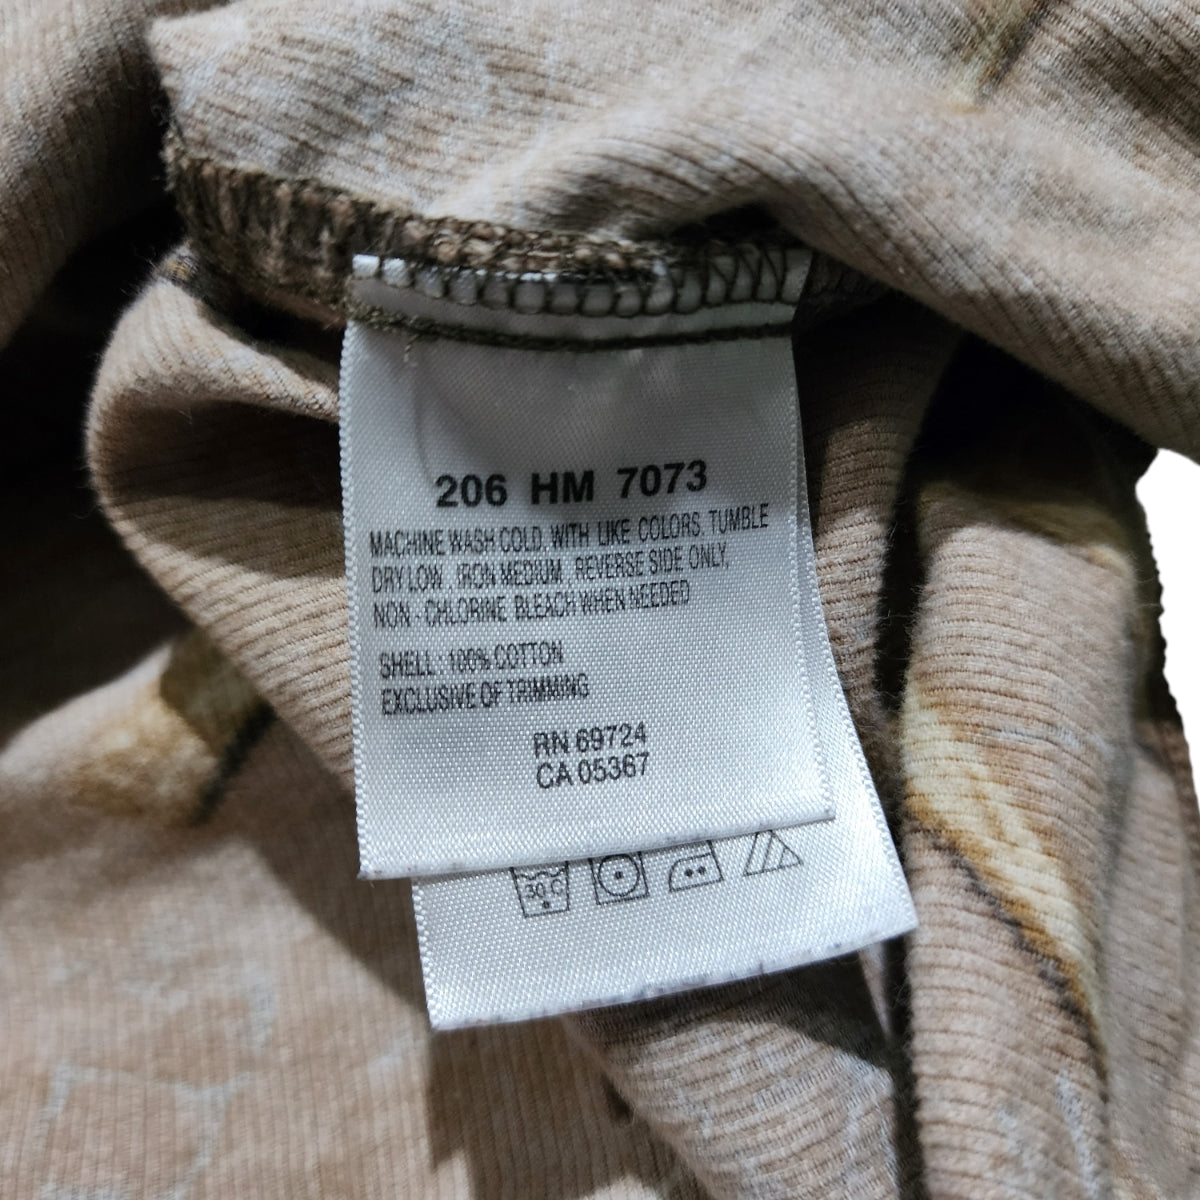 206 HM 7073
MACHINE WASH COLD, WITH LIKE COLORS, TUMBLE
DRY LOW, IRON MEDIUM REVERSE SIDE ONLY,
NON - CHLORINE BLEACH WHEN NEEDED
SHELL: 100% COTTON
EXCLUSIVE OF TRIMMING
RN 69724
CA 05367
30 C